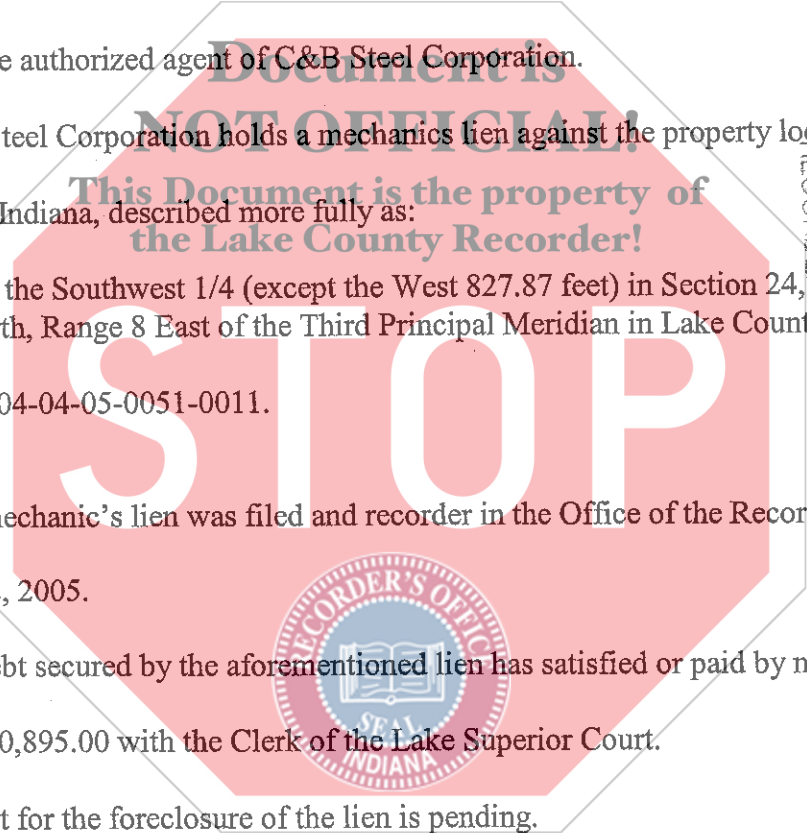 e authorized agent of C&B Steel Corporation.
Document is
NOT OFFICIAL!
teel Corporation holds a mechanics lien against the property lo
This Document is the property of
the Lake County Recorder!
Indiana, described more fully as:
the Southwest 1/4 (except the West 827.87 feet) in Section 24,
th, Range 8 East of the Third Principal Meridian in Lake Count
04-04-05-0051-0011.
STOP
nechanic's lien was filed and recorder in the Office of the Recor
, 2005.
RECORDER'S OFFICE
ebt secured by the aforementioned lien has satisfied or paid by
0,895.00 with the Clerk of the Lake Superior Court.
SEAL
INDIANA
t for the foreclosure of the lien is pending.